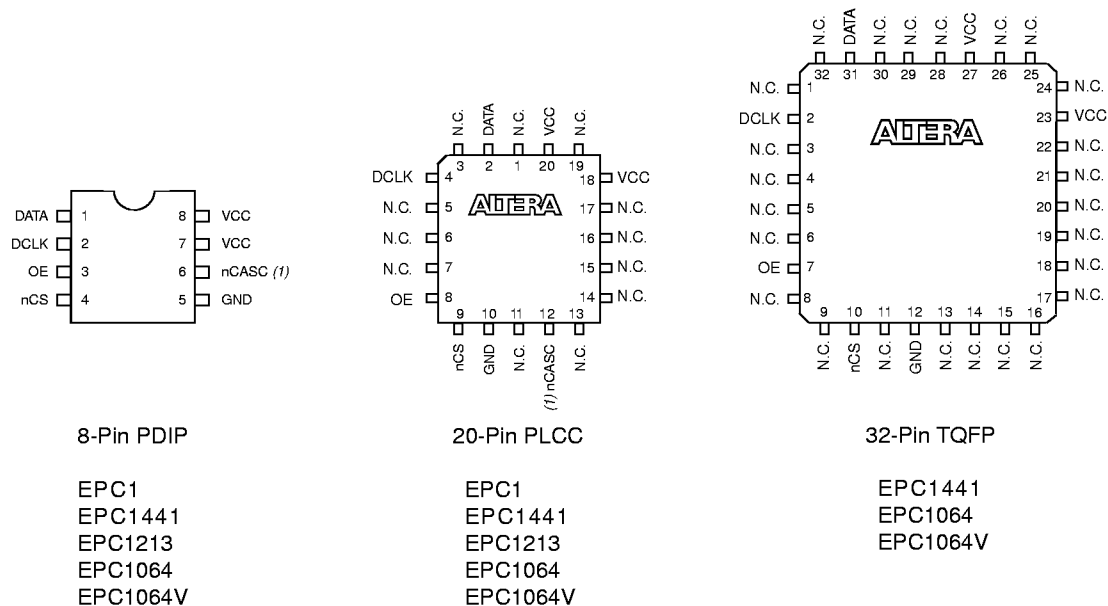 DATA 1 8 VCC
DCLK 2 7 VCC
OE 3 6 nCASC (1)
nCS 4 5 GND
8-Pin PDIP
EPC1
EPC1441
EPC1213
EPC1064
EPC1064V
N.C. DATA N.C. VCC N.C.
3 2 1 20 19
DCLK 4 18 VCC
N.C. 5 ALTERA 17 N.C.
N.C. 6 16 N.C.
N.C. 7 15 N.C.
OE 8 14 N.C.
9 10 11 12 13
nCS GND N.C. (1) nCASC N.C.
20-Pin PLCC
EPC1
EPC1441
EPC1213
EPC1064
EPC1064V
N.C. DATA N.C. N.C. N.C. VCC N.C. N.C.
32 31 30 29 28 27 26 25
N.C. 1 24 N.C.
DCLK 2 ALTERA 23 VCC
N.C. 3 22 N.C.
N.C. 4 21 N.C.
N.C. 5 20 N.C.
N.C. 6 19 N.C.
OE 7 18 N.C.
N.C. 8 17 N.C.
9 10 11 12 13 14 15 16
N.C. nCS N.C. GND N.C. N.C. N.C. N.C.
32-Pin TQFP
EPC1441
EPC1064
EPC1064V